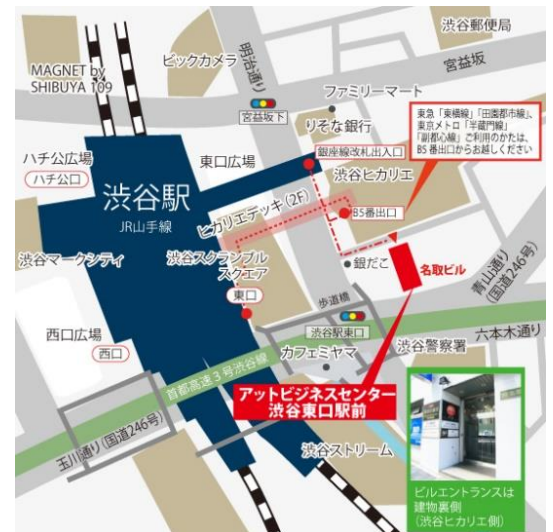 渋谷郵便局
ビックカメラ
明治通り
宮益坂
MAGNET by
SHIBUYA 109
ファミリーマート
宮益坂下
りそな銀行
東急「東横線」「田園都市線」、
東京メトロ「半蔵門線」
「副都心線」ご利用のかたは、
B5番出口からお越しください
ハチ公広場
ハチ公口
東口広場
銀座線改札出入口
渋谷駅
JR山手線
渋谷ヒカリエ
ヒカリエデッキ(2F)
B5番出口
渋谷マークシティ
渋谷スクランブル
スクエア
銀だこ
名取ビル
青山通り
(国道246号)
東口
歩道橋
西口広場
西口
渋谷駅東口
六本木通り
カフェミヤマ
渋谷警察署
首都高速3号渋谷線
アットビジネスセンター
渋谷東口駅前
玉川通り(国道246号)
渋谷ストリーム
ビルエントランスは
建物裏側
(渋谷ヒカリエ側)